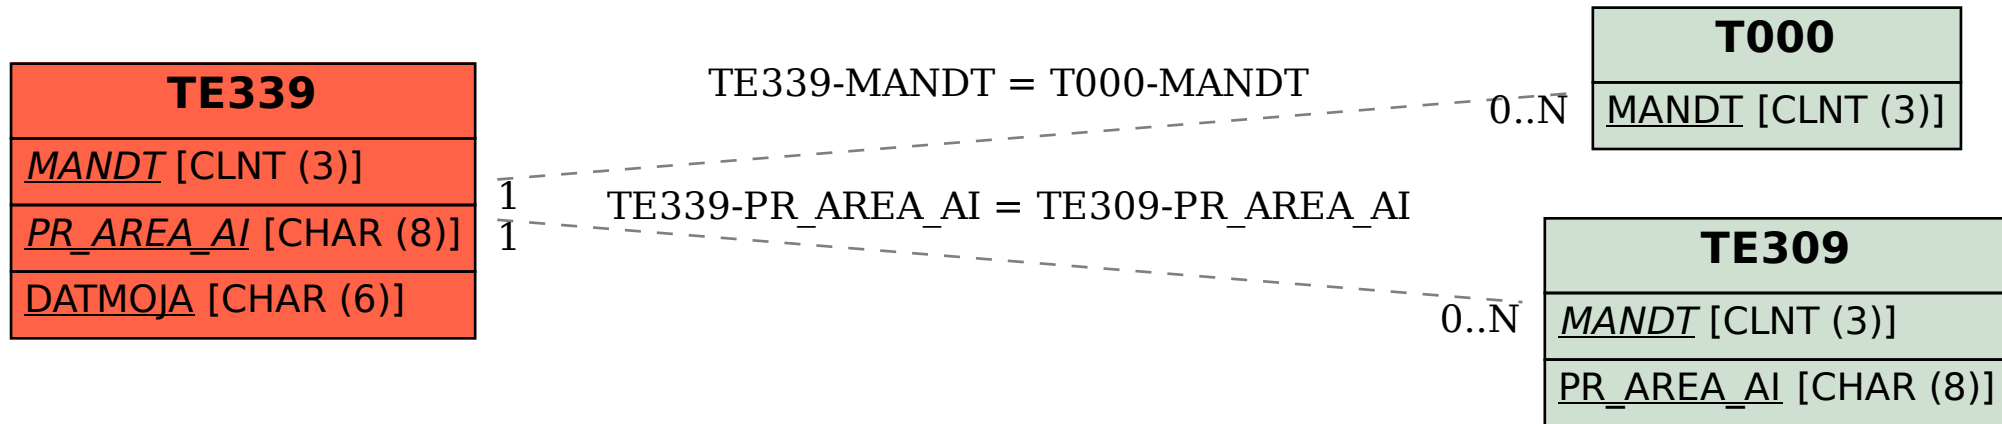 TE339
MANDT [CLNT (3)]
PR_AREA_AI [CHAR (8)]
DATMOJA [CHAR (6)]
TE339-MANDT = T000-MANDT
0..N
1
TE339-PR_AREA_AI = TE309-PR_AREA_AI
1
0..N
T000
MANDT [CLNT (3)]
TE309
MANDT [CLNT (3)]
PR_AREA_AI [CHAR (8)]